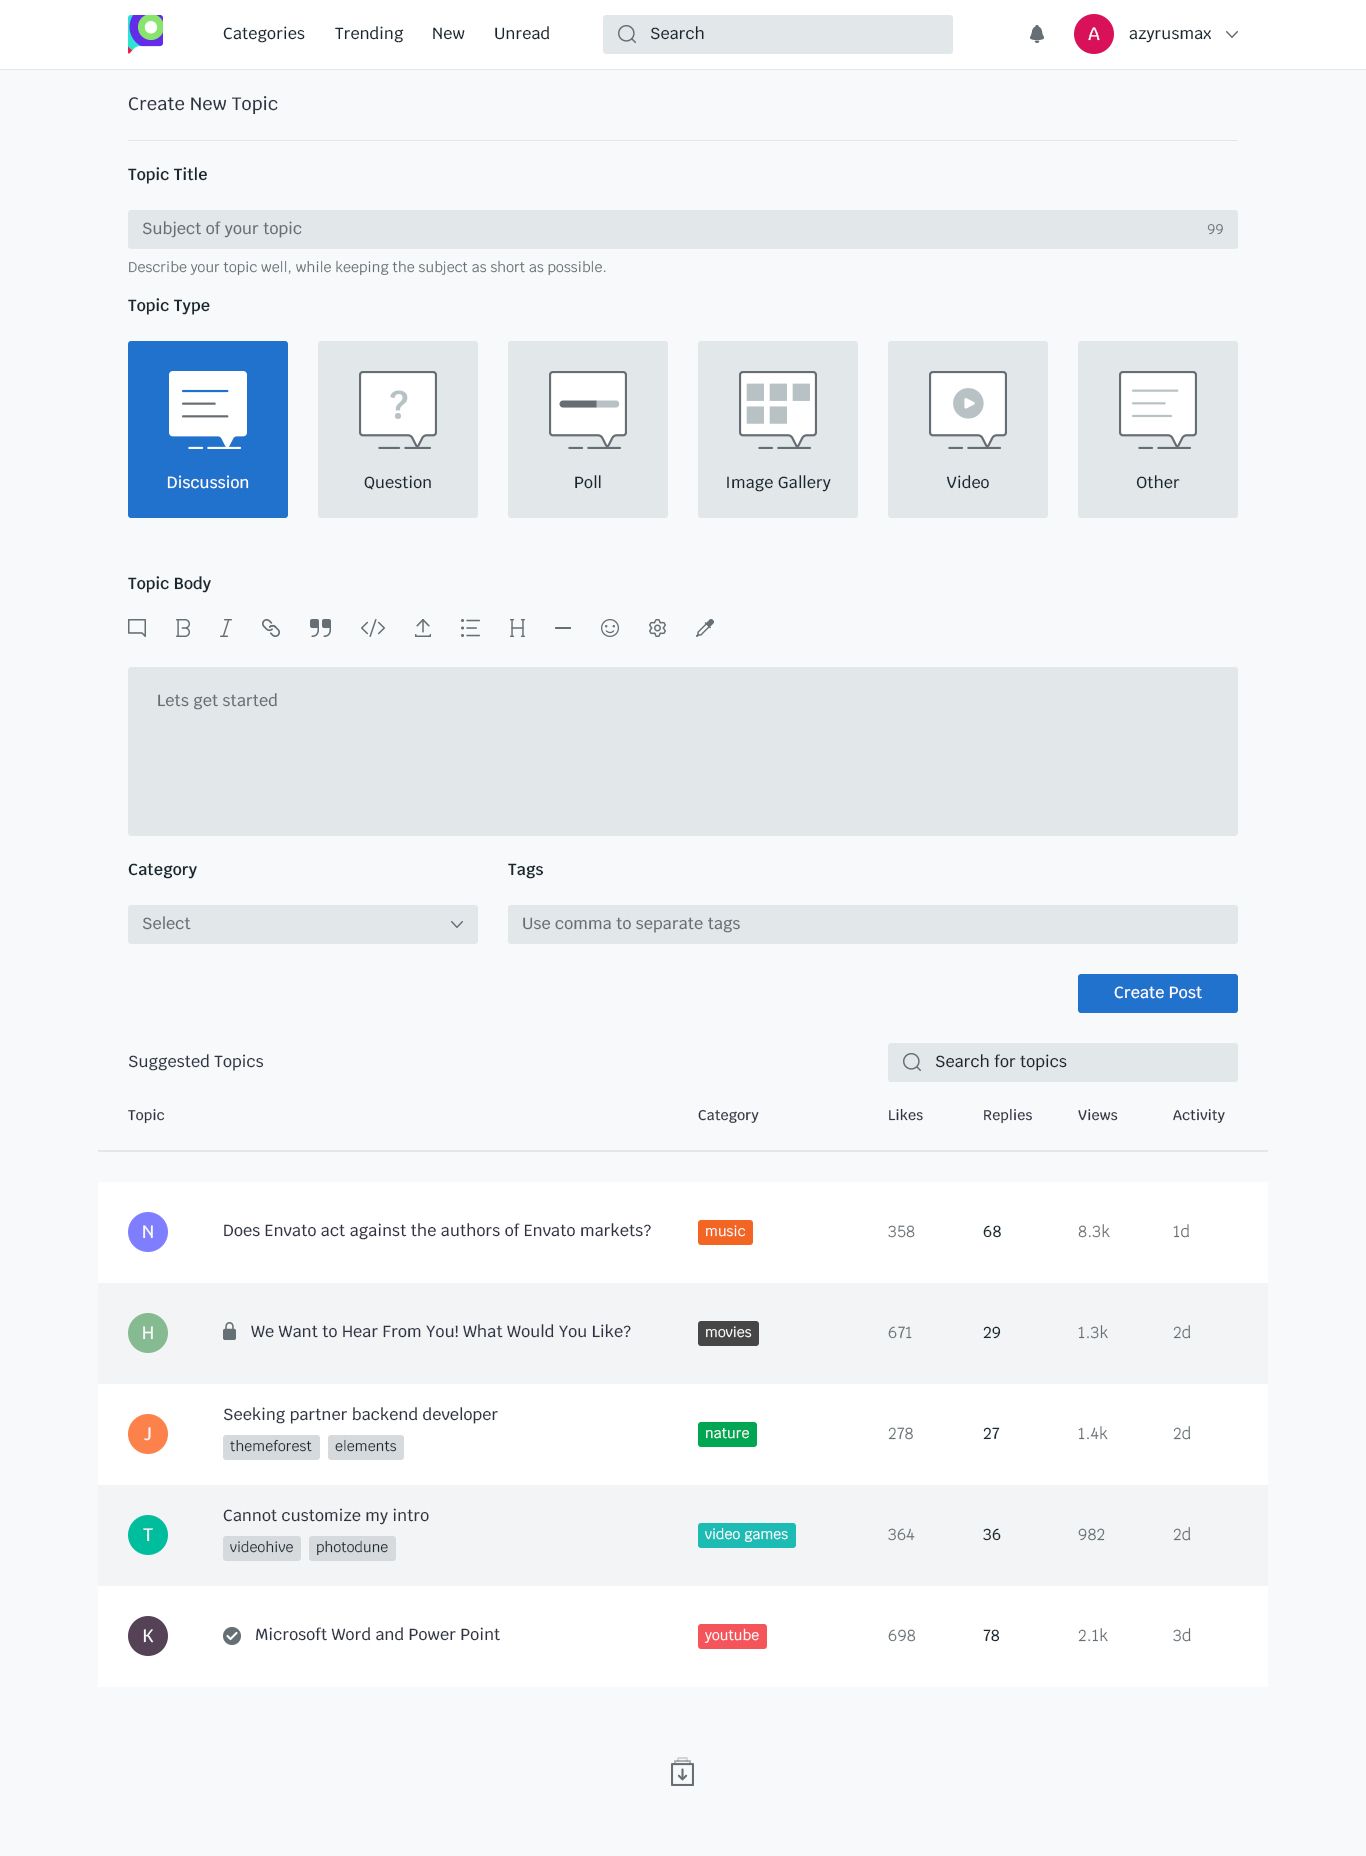 Categories Trending New Unread Search A azyrusmax
Create New Topic
Topic Title
Subject of your topic 99
Describe your topic well, while keeping the subject as short as possible.
Topic Type
?
Discussion Question Poll Image Gallery Video Other
Topic Body
B I </> H
Lets get started
Category Tags
Select Use comma to separate tags
Create Post
Suggested Topics Search for topics
Topic Category Likes Replies Views Activity
N Does Envato act against the authors of Envato markets? music 358 68 8.3k 1d
H We Want to Hear From You! What Would You Like? movies 671 29 1.3k 2d
Seeking partner backend developer
J themeforest elements nature 278 27 1.4k 2d
Cannot customize my intro
T videohive photodune video games 364 36 982 2d
K Microsoft Word and Power Point youtube 698 78 2.1k 3d